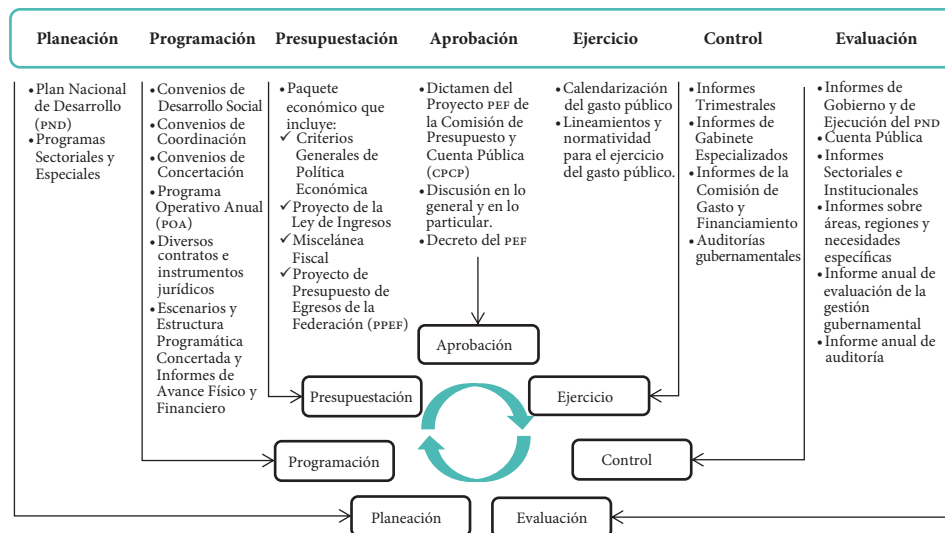 Planeación
Programación
Presupuestación
Aprobación
Ejercicio
Control
Evaluación
• Plan Nacional
de Desarrollo
(PND)
• Programas
Sectoriales y
Especiales
• Convenios de
Desarrollo Social
• Convenios de
Coordinación
• Convenios de
Concertación
• Programa
Operativo Anual
(POA)
• Diversos
contratos e
instrumentos
jurídicos
• Escenarios y
Estructura
Programática
Concertada y
Informes de
Avance Físico y
Financiero
• Paquete
económico que
incluye:
✓ Criterios
Generales de
Política
Económica
✓ Proyecto de la
Ley de Ingresos
✓ Miscelánea
Fiscal
✓ Proyecto de
Presupuesto de
Egresos de la
Federación (PPEF)
• Dictamen del
Proyecto PEF de
la Comisión de
Presupuesto y
Cuenta Pública
(CPCP)
• Discusión en lo
general y en lo
particular.
• Decreto del PEF
• Calendarización
del gasto público
• Lineamientos y
normatividad
para el ejercicio
del gasto público.
• Informes
Trimestrales
• Informes de
Gabinete
Especializados
• Informes de la
Comisión de
Gasto y
Financiamiento
• Auditorías
gubernamentales
• Informes de
Gobierno y de
Ejecución del PND
• Cuenta Pública
• Informes
Sectoriales e
Institucionales
• Informes sobre
áreas, regiones y
necesidades
específicas
• Informe anual de
evaluación de la
gestión
gubernamental
• Informe anual de
auditoría
Aprobación
Presupuestación
Ejercicio
Programación
Control
Planeación
Evaluación